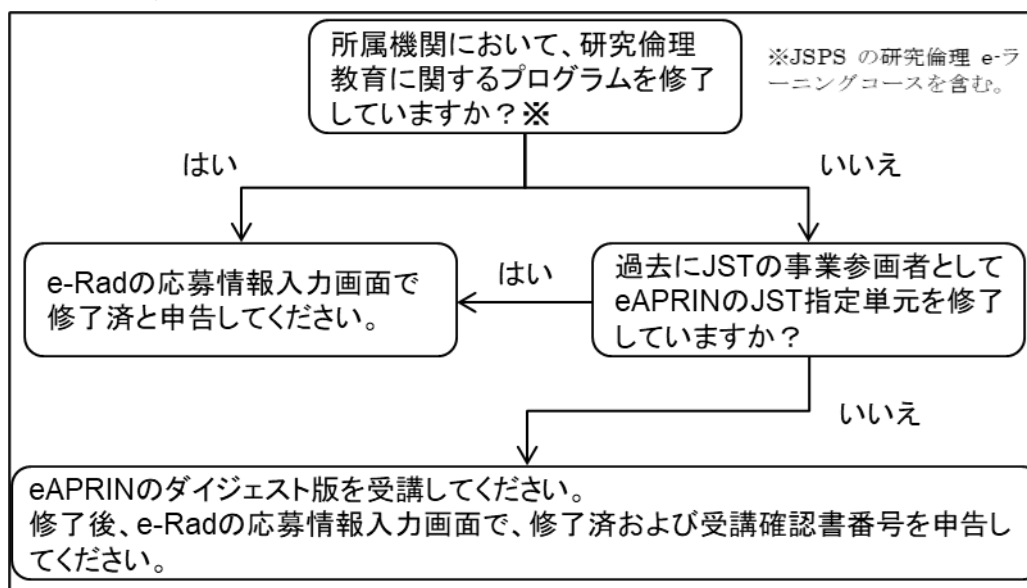 所属機関において、研究倫理
教育に関するプログラムを修了
していますか？※
※JSPS の研究倫理 e-ラ
ーニングコースを含む。
はい
いいえ
e-Radの応募情報入力画面で
修了済と申告してください。
はい
過去にJSTの事業参画者として
eAPRINのJST指定単元を修了
していますか？
いいえ
eAPRINのダイジェスト版を受講してください。
修了後、e-Radの応募情報入力画面で、修了済および受講確認書番号を申告し
てください。